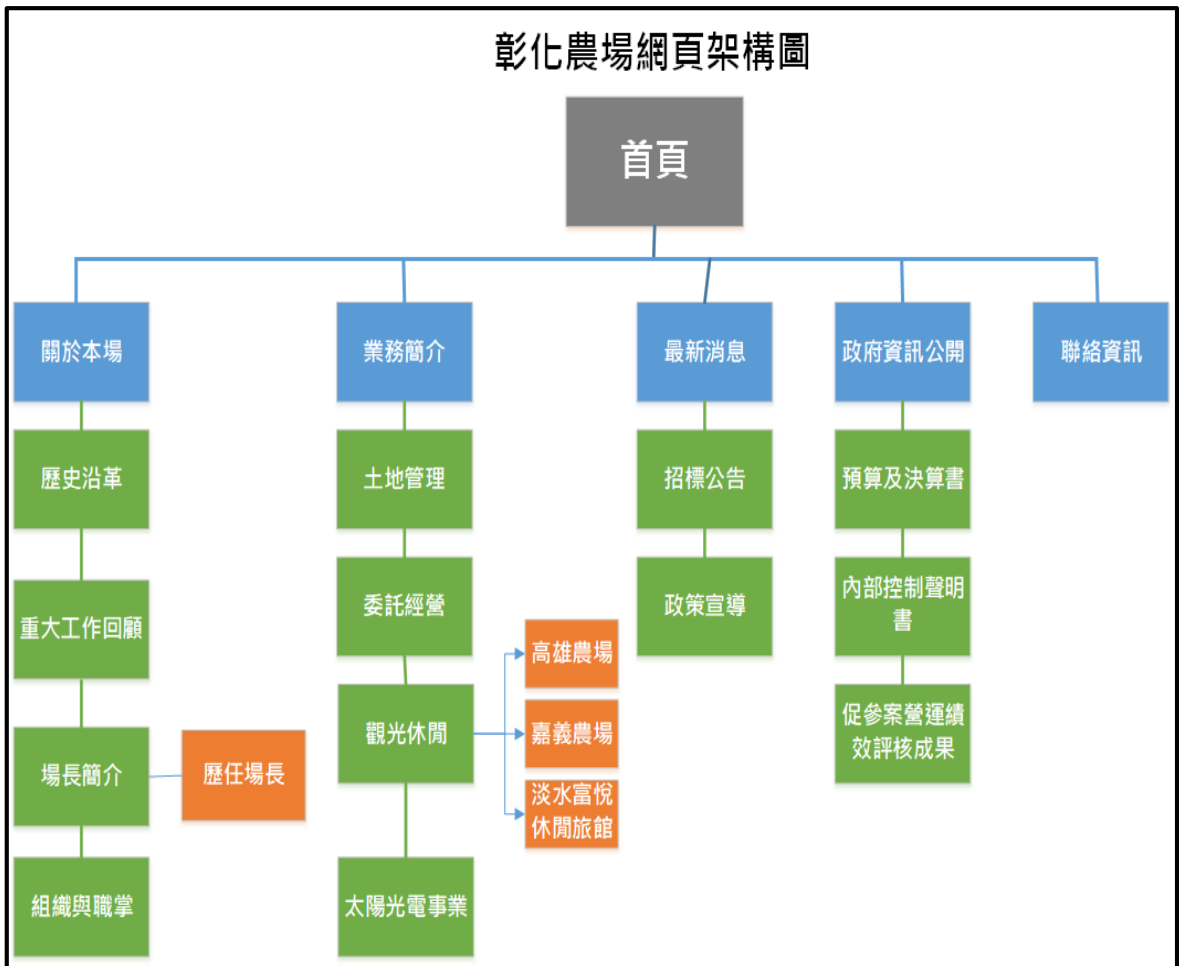 彰化農場網頁架構圖
首頁
關於本場
業務簡介
最新消息
政府資訊公開
聯絡資訊
歷史沿革
土地管理
招標公告
預算及決算書
重大工作回顧
委託經營
政策宣導
內部控制聲明
書
高雄農場
場長簡介
歷任場長
觀光休閒
嘉義農場
促參案營運績
效評核成果
淡水富悅
休閒旅館
組織與職掌
太陽光電事業